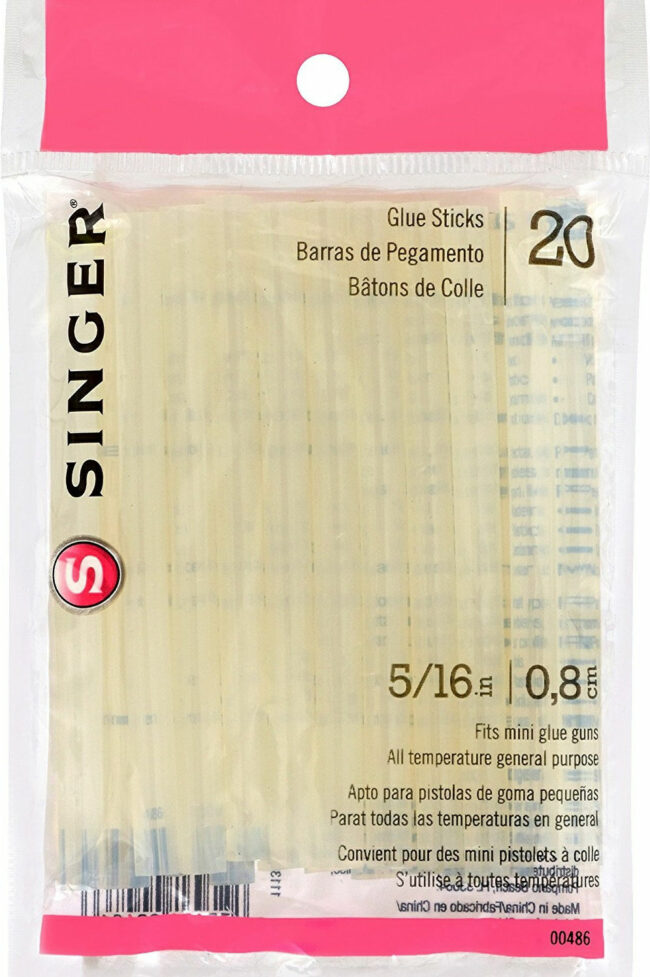 SINGER®
S
Glue Sticks
Barras de Pegamento
Bâtons de Colle
20
5/16 in
0,8 cm
Fits mini glue guns
All temperature general purpose
Apto para pistolas de goma pequeñas
Parat todas las temperaturas en general
Convient pour des mini pistolets à colle
S'utilise à toutes températures
Made in China/Fabricado en China/
1113
00486